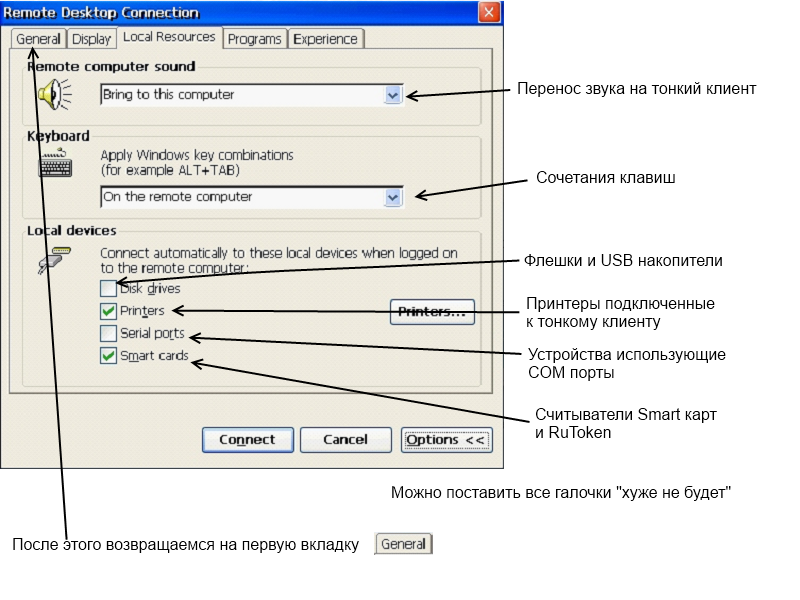 Remote Desktop Connection
General Display Local Resources Programs Experience
Remote computer sound
Bring to this computer
Перенос звука на тонкий клиент
Keyboard
Apply Windows key combinations
(for example ALT+TAB)
On the remote computer
Сочетания клавиш
Local devices
Connect automatically to these local devices when logged on
to the remote computer:
Флешки и USB накопители
Disk drives
Printers
Printers...
Принтеры подключенные
к тонкому клиенту
Serial ports
Устройства использующие
COM порты
Smart cards
Считыватели Smart карт
и RuToken
Connect Cancel Options <<
Можно поставить все галочки "хуже не будет"
После этого возвращаемся на первую вкладку General